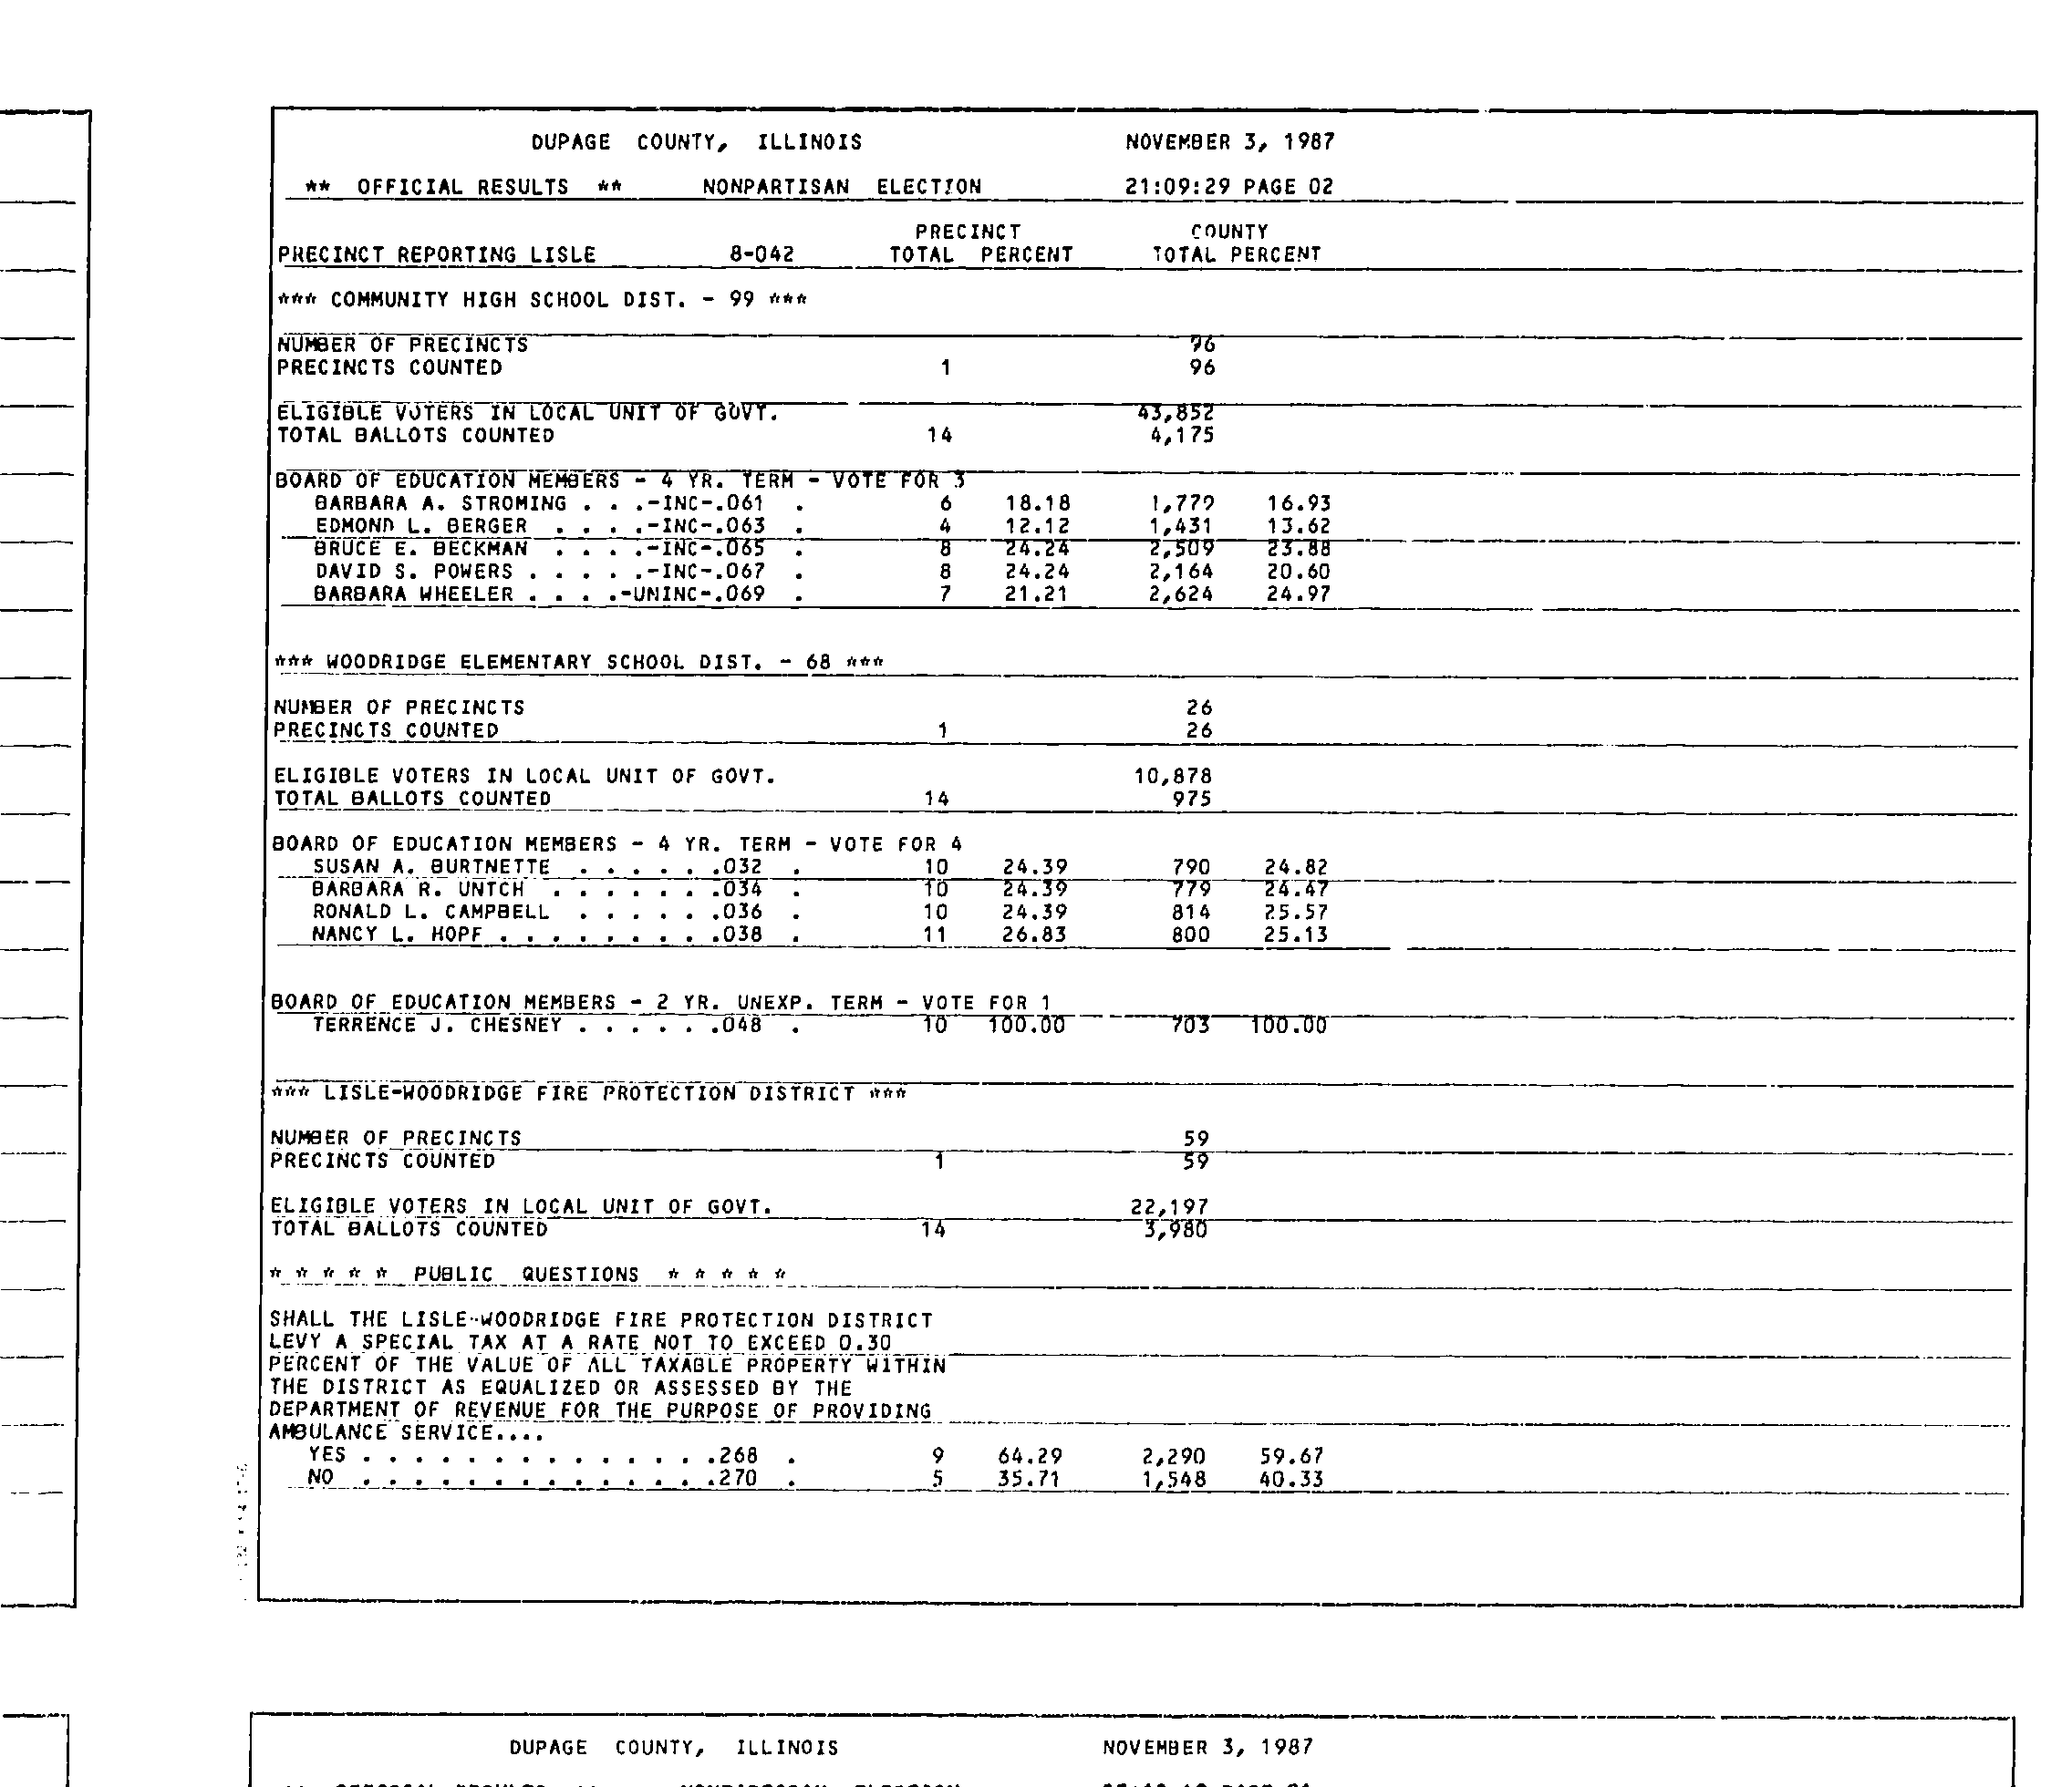 DUPAGE COUNTY, ILLINOIS NOVEMBER 3, 1987
** OFFICIAL RESULTS ** NONPARTISAN ELECTION 21:09:29 PAGE 02
PRECINCT COUNTY
PRECINCT REPORTING LISLE 8-042 TOTAL PERCENT TOTAL PERCENT
*** COMMUNITY HIGH SCHOOL DIST. - 99 ***
NUMBER OF PRECINCTS 96
PRECINCTS COUNTED 1 96
ELIGIBLE VOTERS IN LOCAL UNIT OF GOVT. 43,852
TOTAL BALLOTS COUNTED 14 4,175
BOARD OF EDUCATION MEMBERS - 4 YR. TERM - VOTE FOR 3
BARBARA A. STROMING . . .-INC-.061 . 6 18.18 1,779 16.93
EDMOND L. BERGER . . . .-INC-.063 . 4 12.12 1,431 13.62
BRUCE E. BECKMAN . . . .-INC-.065 . 8 24.24 2,509 23.88
DAVID S. POWERS . . . . .-INC-.067 . 8 24.24 2,164 20.60
BARBARA WHEELER . . . .-UNINC-.069 . 7 21.21 2,624 24.97
*** WOODRIDGE ELEMENTARY SCHOOL DIST. - 68 ***
NUMBER OF PRECINCTS 26
PRECINCTS COUNTED 1 26
ELIGIBLE VOTERS IN LOCAL UNIT OF GOVT. 10,878
TOTAL BALLOTS COUNTED 14 975
BOARD OF EDUCATION MEMBERS - 4 YR. TERM - VOTE FOR 4
SUSAN A. BURTNETTE . . . . . .032 . 10 24.39 790 24.82
BARBARA R. UNTCH . . . . . . .034 . 10 24.39 779 24.47
RONALD L. CAMPBELL . . . . . .036 . 10 24.39 814 25.57
NANCY L. HOPF . . . . . . . . .038 . 11 26.83 800 25.13
BOARD OF EDUCATION MEMBERS - 2 YR. UNEXP. TERM - VOTE FOR 1
TERRENCE J. CHESNEY . . . . . .048 . 10 100.00 703 100.00
*** LISLE-WOODRIDGE FIRE PROTECTION DISTRICT ***
NUMBER OF PRECINCTS 59
PRECINCTS COUNTED 1 59
ELIGIBLE VOTERS IN LOCAL UNIT OF GOVT. 22,197
TOTAL BALLOTS COUNTED 14 3,980
* * * * * PUBLIC QUESTIONS * * * * *
SHALL THE LISLE-WOODRIDGE FIRE PROTECTION DISTRICT
LEVY A SPECIAL TAX AT A RATE NOT TO EXCEED 0.30
PERCENT OF THE VALUE OF ALL TAXABLE PROPERTY WITHIN
THE DISTRICT AS EQUALIZED OR ASSESSED BY THE
DEPARTMENT OF REVENUE FOR THE PURPOSE OF PROVIDING
AMBULANCE SERVICE....
YES . . . . . . . . . . . . . .268 . 9 64.29 2,290 59.67
NO . . . . . . . . . . . . . .270 . 5 35.71 1,548 40.33
DUPAGE COUNTY, ILLINOIS NOVEMBER 3, 1987